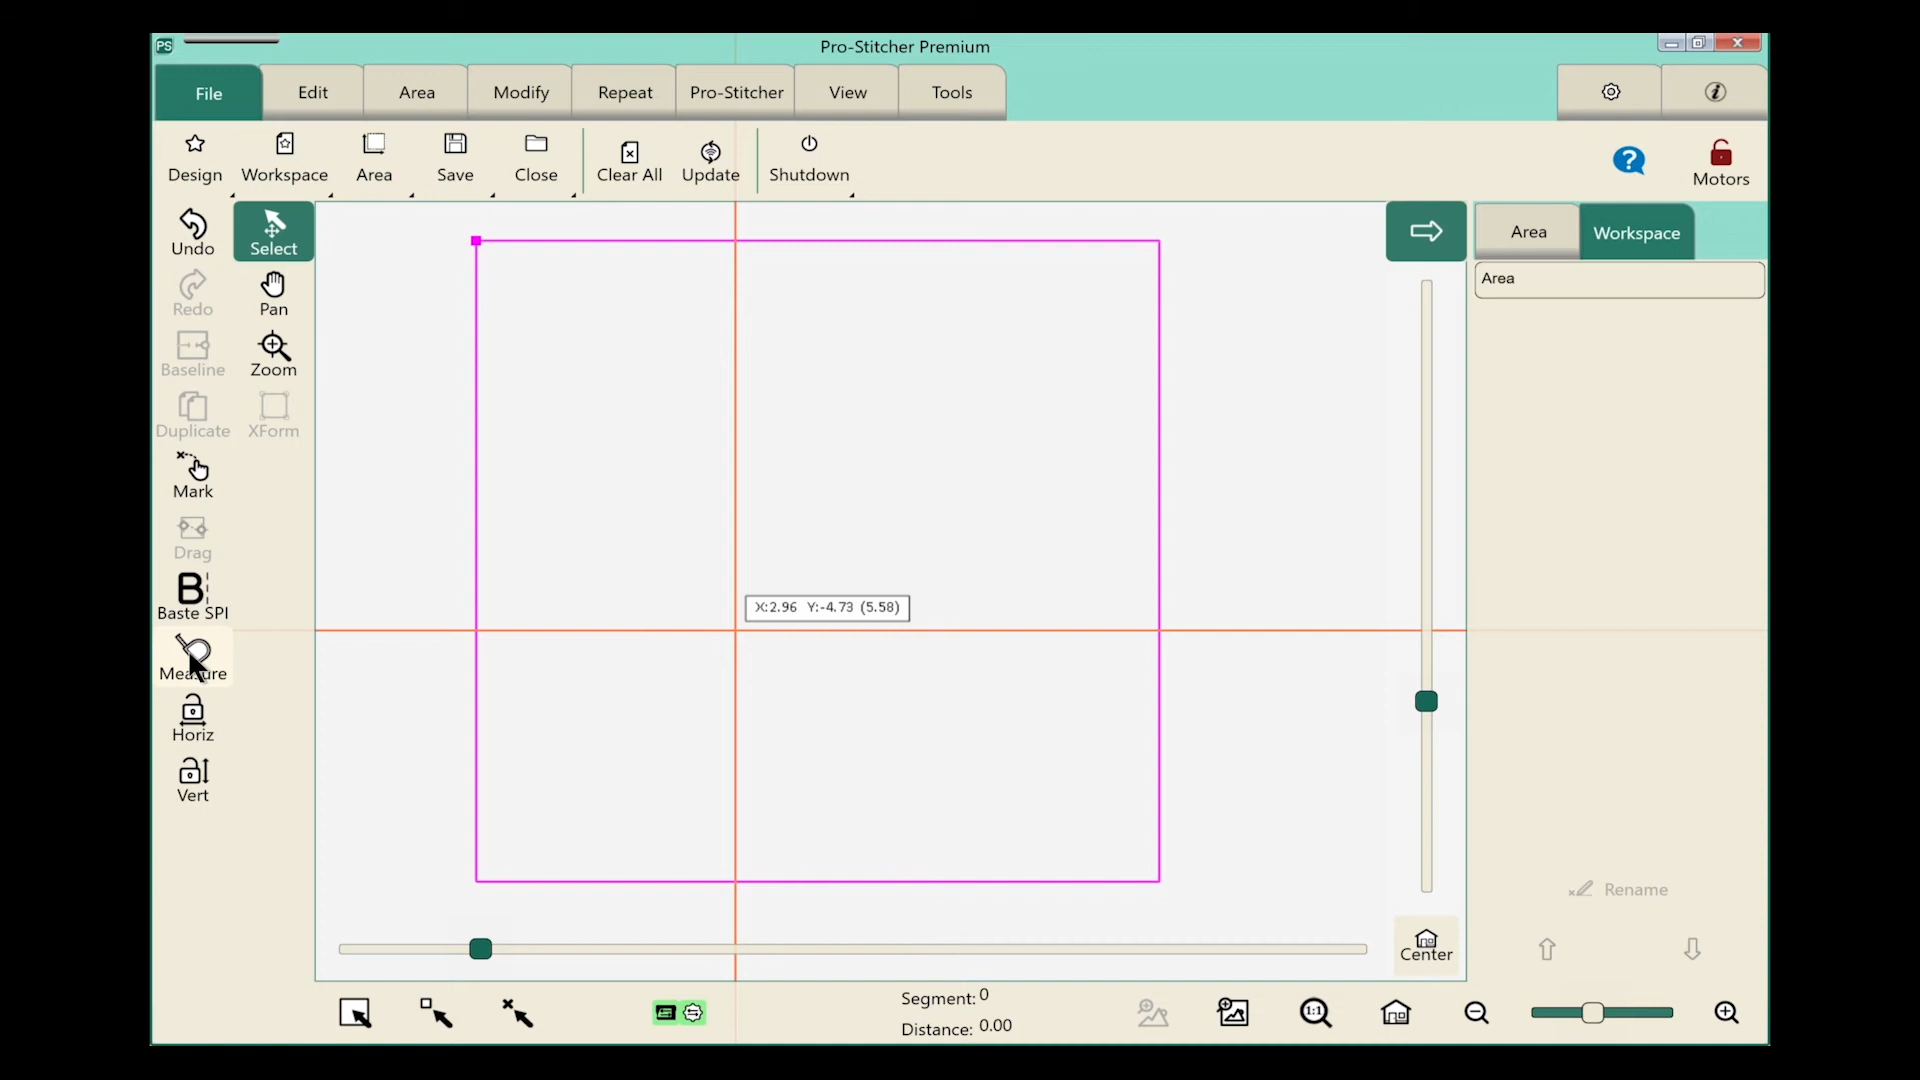 PS
Pro-Stitcher Premium
File Edit Area Modify Repeat Pro-Stitcher View Tools
Design Workspace Area Save Close Clear All Update Shutdown
Motors
Undo Select
Redo Pan
Baseline Zoom
Duplicate XForm
Mark
Drag
B
Baste SPI
Measure
Horiz
Vert
X:2.96 Y:-4.73 (5.58)
Area Workspace
Area
Rename
Center
Segment: 0
Distance: 0.00
1:1